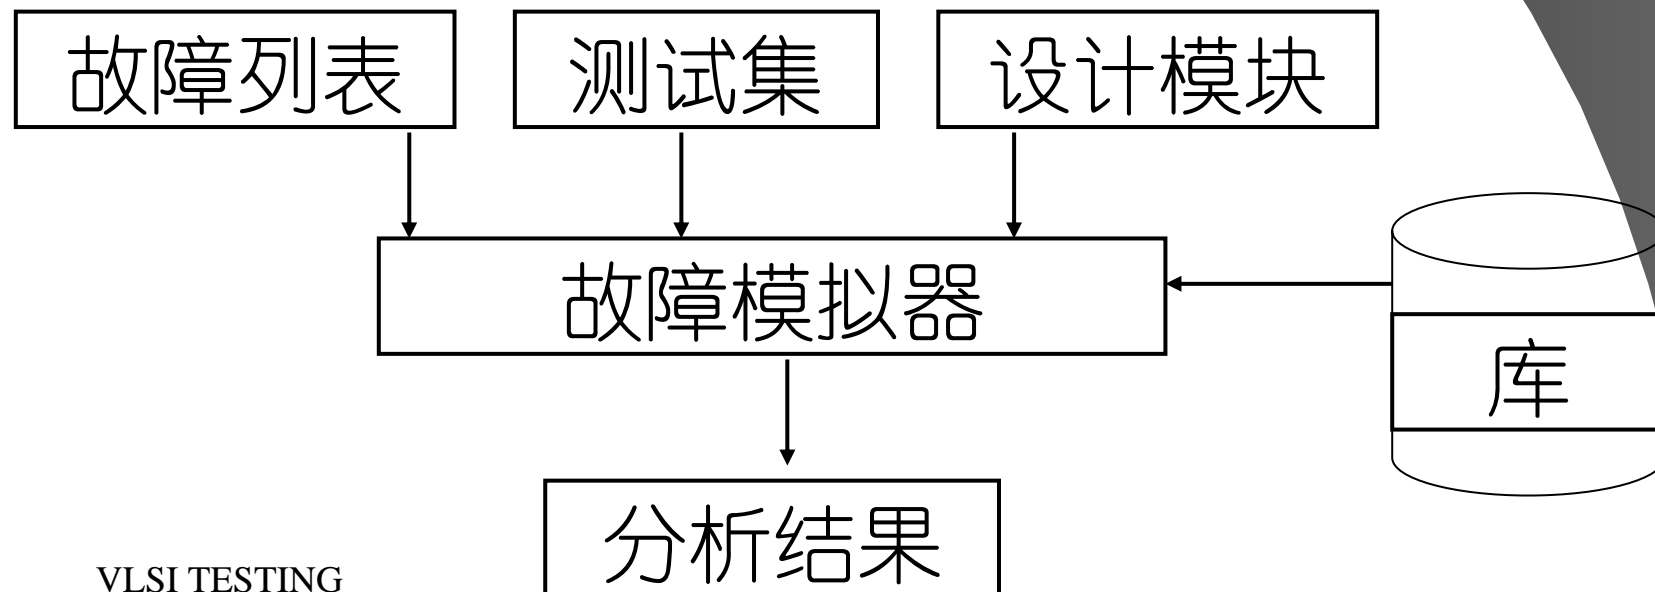 故障列表
测试集
设计模块
故障模拟器
库
分析结果
VLSI TESTING